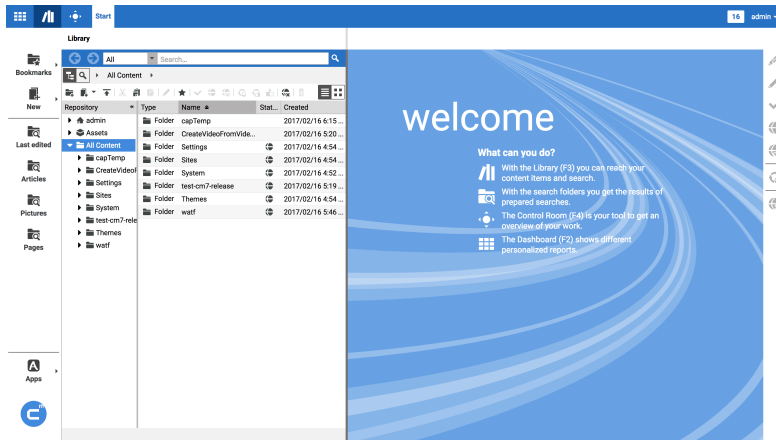 Start
16 admin
Library
All Search...
All Content
Bookmarks
New
Last edited
Articles
Pictures
Pages
Apps
Repository
admin
Assets
All Content
capTemp
CreateVideoF
Settings
Sites
System
test-cm7-rele
Themes
watf
Type Name Stat... Created
Folder capTemp 2017/02/16 6:15 ...
Folder CreateVideoFromVide... 2017/02/16 5:20 ...
Folder Settings 2017/02/16 4:54 ...
Folder Sites 2017/02/16 4:54 ...
Folder System 2017/02/16 4:52 ...
Folder test-cm7-release 2017/02/16 5:19 ...
Folder Themes 2017/02/16 4:54 ...
Folder watf 2017/02/16 5:46 ...
welcome
What can you do?
With the Library (F3) you can reach your
content items and search.
With the search folders you get the results of
prepared searches.
The Control Room (F4) is your tool to get an
overview of your work.
The Dashboard (F2) shows different
personalized reports.